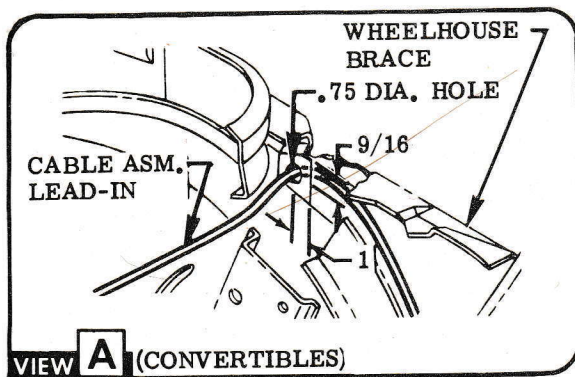 WHEELHOUSE
BRACE
.75 DIA. HOLE
9/16
CABLE ASM.
LEAD-IN
1
VIEW A (CONVERTIBLES)